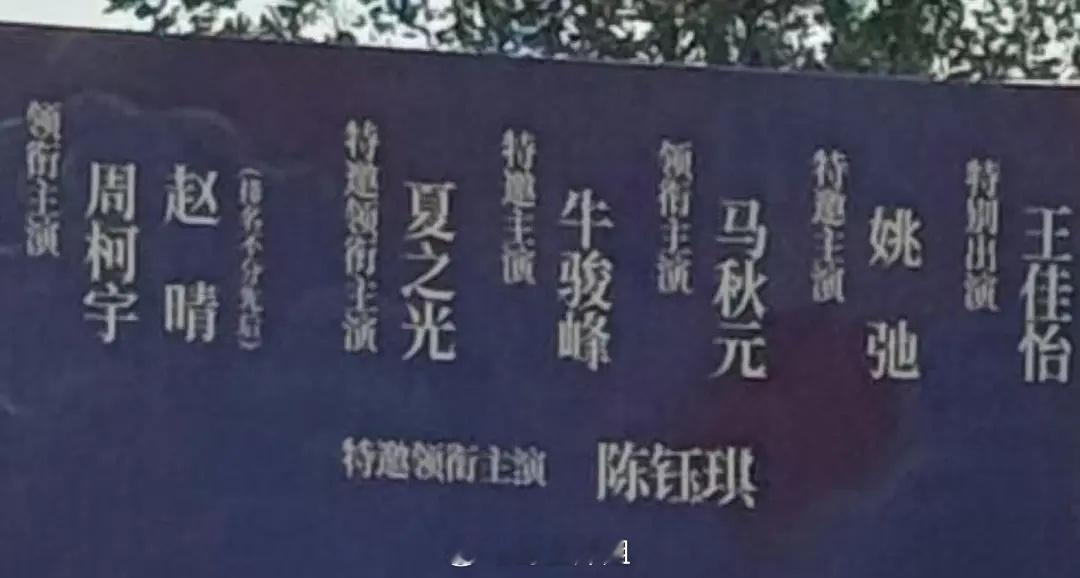 领衔主演
周柯宇
赵晴
(排名不分先后)
特邀领衔主演
夏之光
特邀主演
牛骏峰
领衔主演
马秋元
特邀主演
姚弛
特别出演
王佳怡
特邀领衔主演 陈钰琪